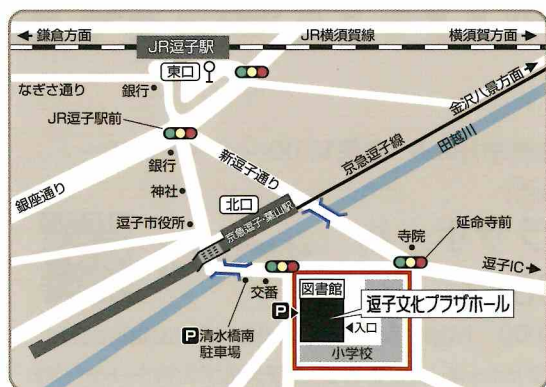 鎌倉方面
JR逗子駅
JR横須賀線
横須賀方面
東口
なぎさ通り
銀行
金沢八景方面
JR逗子駅前
京急逗子線
田越川
銀行
新逗子通り
神社
銀座通り
北口
逗子市役所
京急逗子・葉山駅
寺院
延命寺前
逗子IC
交番
図書館
逗子文化プラザホール
P
入口
P 清水橋南
駐車場
小学校